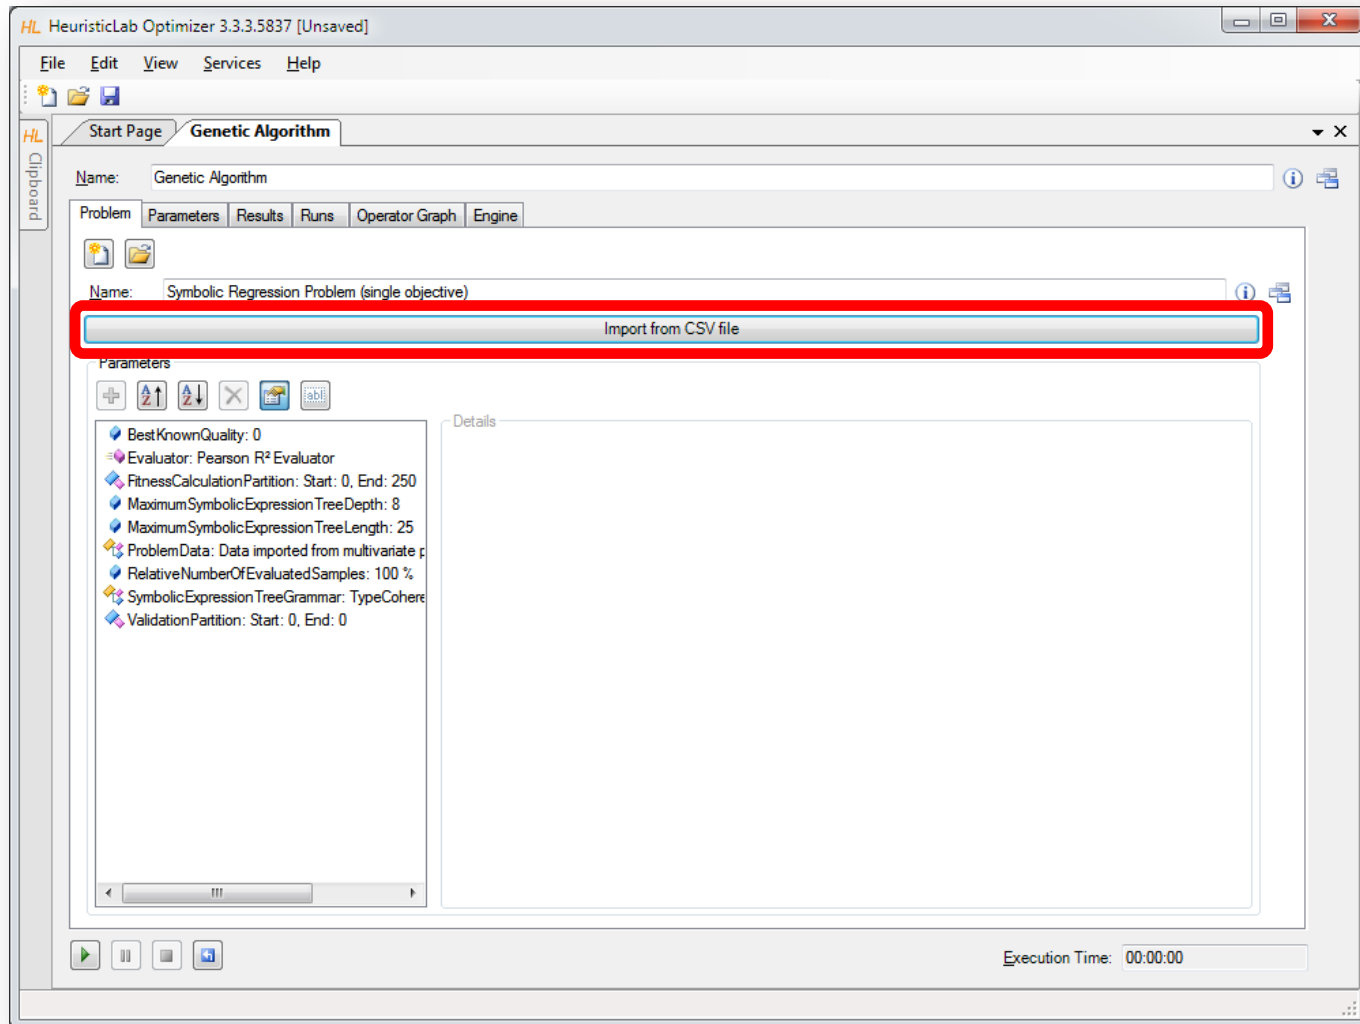 HL HeuristicLab Optimizer 3.3.3.5837 [Unsaved]
File Edit View Services Help
HL Clipboard
Start Page Genetic Algorithm
Name: Genetic Algorithm
Problem Parameters Results Runs Operator Graph Engine
Name: Symbolic Regression Problem (single objective)
Import from CSV file
Parameters
Details
BestKnownQuality: 0
Evaluator: Pearson R² Evaluator
FitnessCalculationPartition: Start: 0, End: 250
MaximumSymbolicExpressionTreeDepth: 8
MaximumSymbolicExpressionTreeLength: 25
ProblemData: Data imported from multivariate p
RelativeNumberOfEvaluatedSamples: 100 %
SymbolicExpressionTreeGrammar: TypeCohere
ValidationPartition: Start: 0, End: 0
Execution Time: 00:00:00